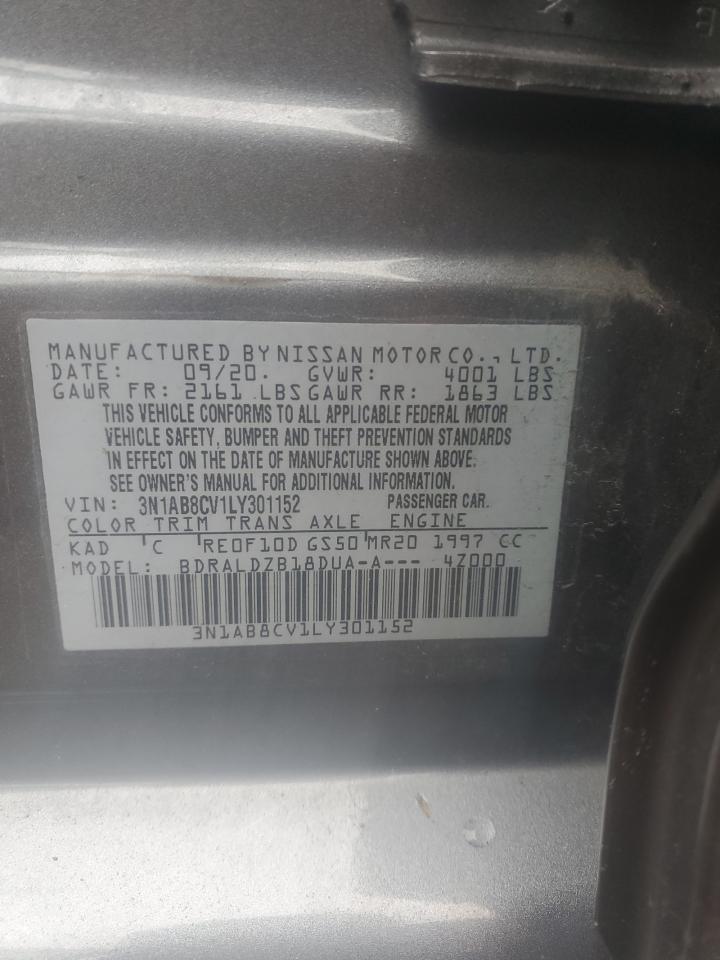 MANUFACTURED BY NISSAN MOTOR CO., LTD.
DATE: 09/20. GVWR: 4001 LBS
GAWR FR: 2161 LBS GAWR RR: 1863 LBS
THIS VEHICLE CONFORMS TO ALL APPLICABLE FEDERAL MOTOR
VEHICLE SAFETY, BUMPER AND THEFT PREVENTION STANDARDS
IN EFFECT ON THE DATE OF MANUFACTURE SHOWN ABOVE.
SEE OWNER'S MANUAL FOR ADDITIONAL INFORMATION.
VIN: 3N1AB8CV1LY301152 PASSENGER CAR.
COLOR TRIM TRANS AXLE ENGINE
KAD C RE0F10D GS50 MR20 1997 CC
MODEL: BDRALDZB18DUA-A--- 4Z000
3N1AB8CV1LY301152